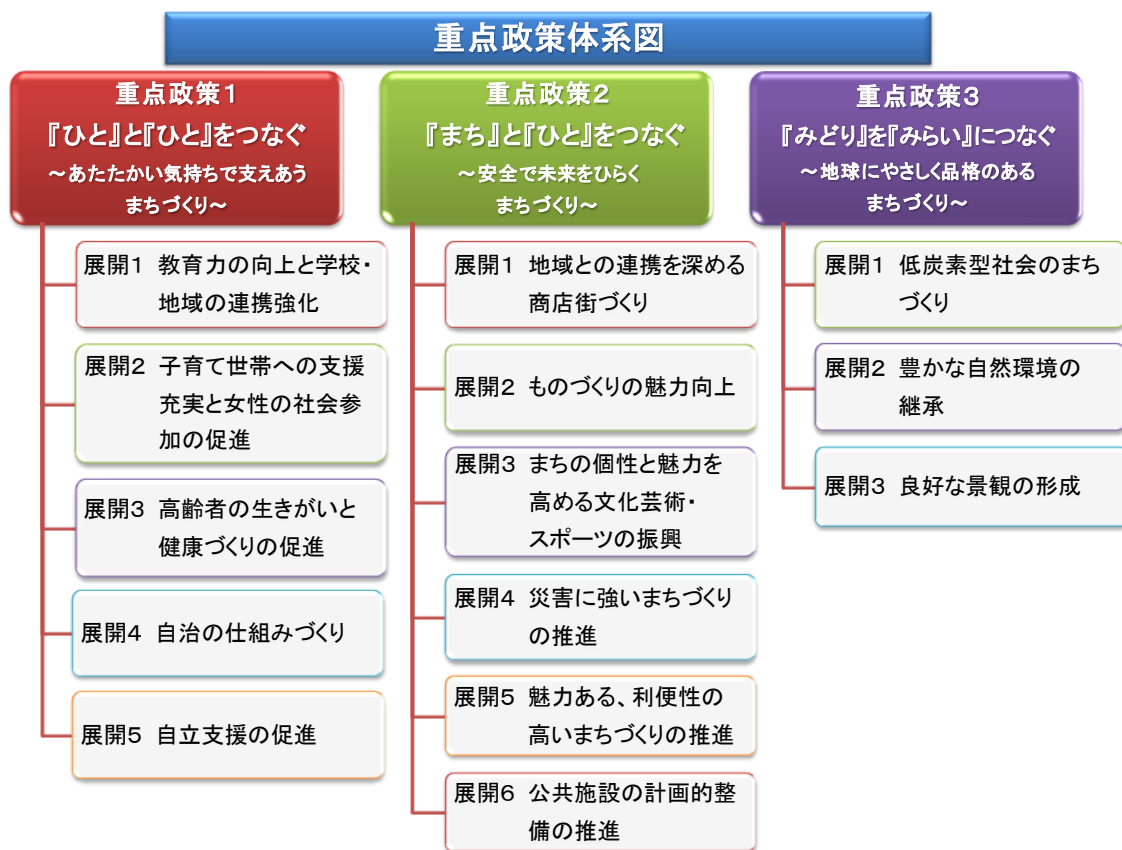 重点政策体系図
重点政策1
『ひと』と『ひと』をつなぐ
～あたたかい気持ちで支えあう
まちづくり～
展開1 教育力の向上と学校・
地域の連携強化
展開2 子育て世帯への支援
充実と女性の社会参
加の促進
展開3 高齢者の生きがいと
健康づくりの促進
展開4 自治の仕組みづくり
展開5 自立支援の促進
重点政策2
『まち』と『ひと』をつなぐ
～安全で未来をひらく
まちづくり～
展開1 地域との連携を深める
商店街づくり
展開2 ものづくりの魅力向上
展開3 まちの個性と魅力を
高める文化芸術・
スポーツの振興
展開4 災害に強いまちづくり
の推進
展開5 魅力ある、利便性の
高いまちづくりの推進
展開6 公共施設の計画的整
備の推進
重点政策3
『みどり』を『みらい』につなぐ
～地球にやさしく品格のある
まちづくり～
展開1 低炭素型社会のまち
づくり
展開2 豊かな自然環境の
継承
展開3 良好な景観の形成